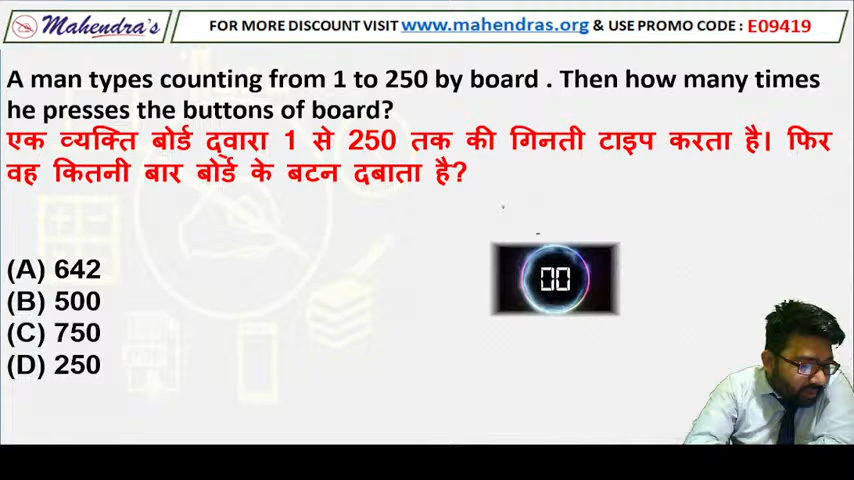 Mahendra's
FOR MORE DISCOUNT VISIT www.mahendras.org & USE PROMO CODE : E09419
A man types counting from 1 to 250 by board . Then how many times
he presses the buttons of board?
एक व्यक्ति बोर्ड द्वारा 1 से 250 तक की गिनती टाइप करता है। फिर
वह कितनी बार बोर्ड के बटन दबाता है?
00
(A) 642
(B) 500
(C) 750
(D) 250